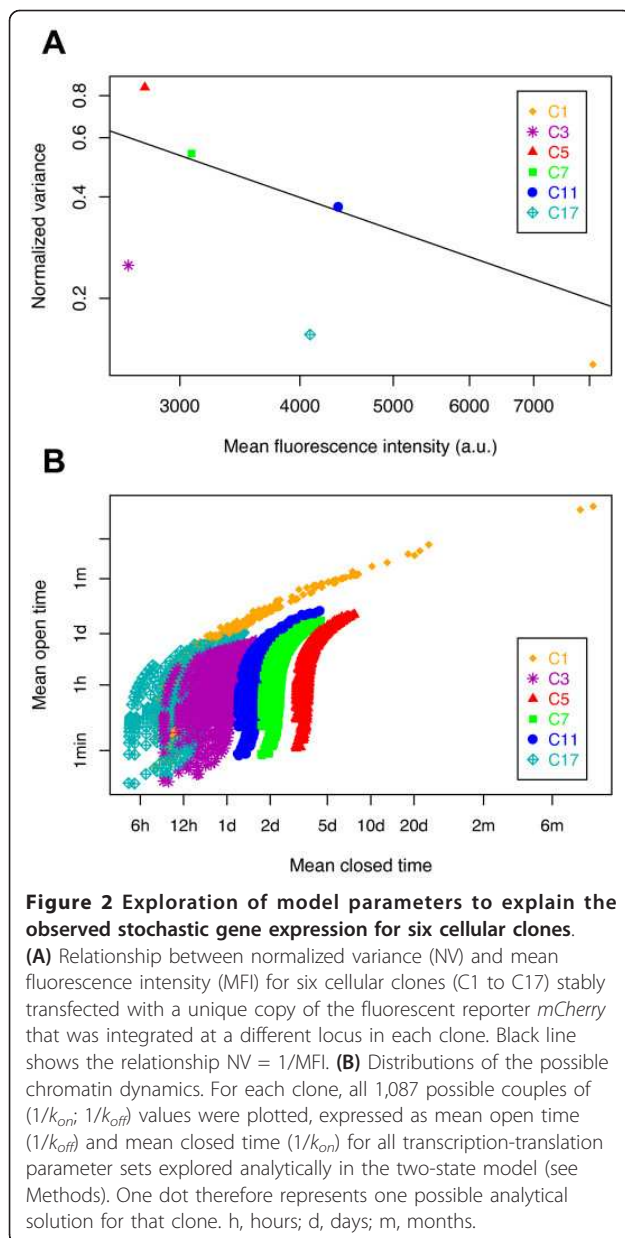 A
0.8
0.6
0.4
0.2
Normalized variance
C1
C3
C5
C7
C11
C17
3000 4000 5000 6000 7000
Mean fluorescence intensity (a.u.)
B
1m
1d
1h
1min
Mean open time
C1
C3
C5
C7
C11
C17
6h 12h 1d 2d 5d 10d 20d 2m 6m
Mean closed time
Figure 2 Exploration of model parameters to explain the
observed stochastic gene expression for six cellular clones.
(A) Relationship between normalized variance (NV) and mean
fluorescence intensity (MFI) for six cellular clones (C1 to C17) stably
transfected with a unique copy of the fluorescent reporter mCherry
that was integrated at a different locus in each clone. Black line
shows the relationship NV = 1/MFI. (B) Distributions of the possible
chromatin dynamics. For each clone, all 1,087 possible couples of
(1/kon; 1/koff) values were plotted, expressed as mean open time
(1/koff) and mean closed time (1/kon) for all transcription-translation
parameter sets explored analytically in the two-state model (see
Methods). One dot therefore represents one possible analytical
solution for that clone. h, hours; d, days; m, months.